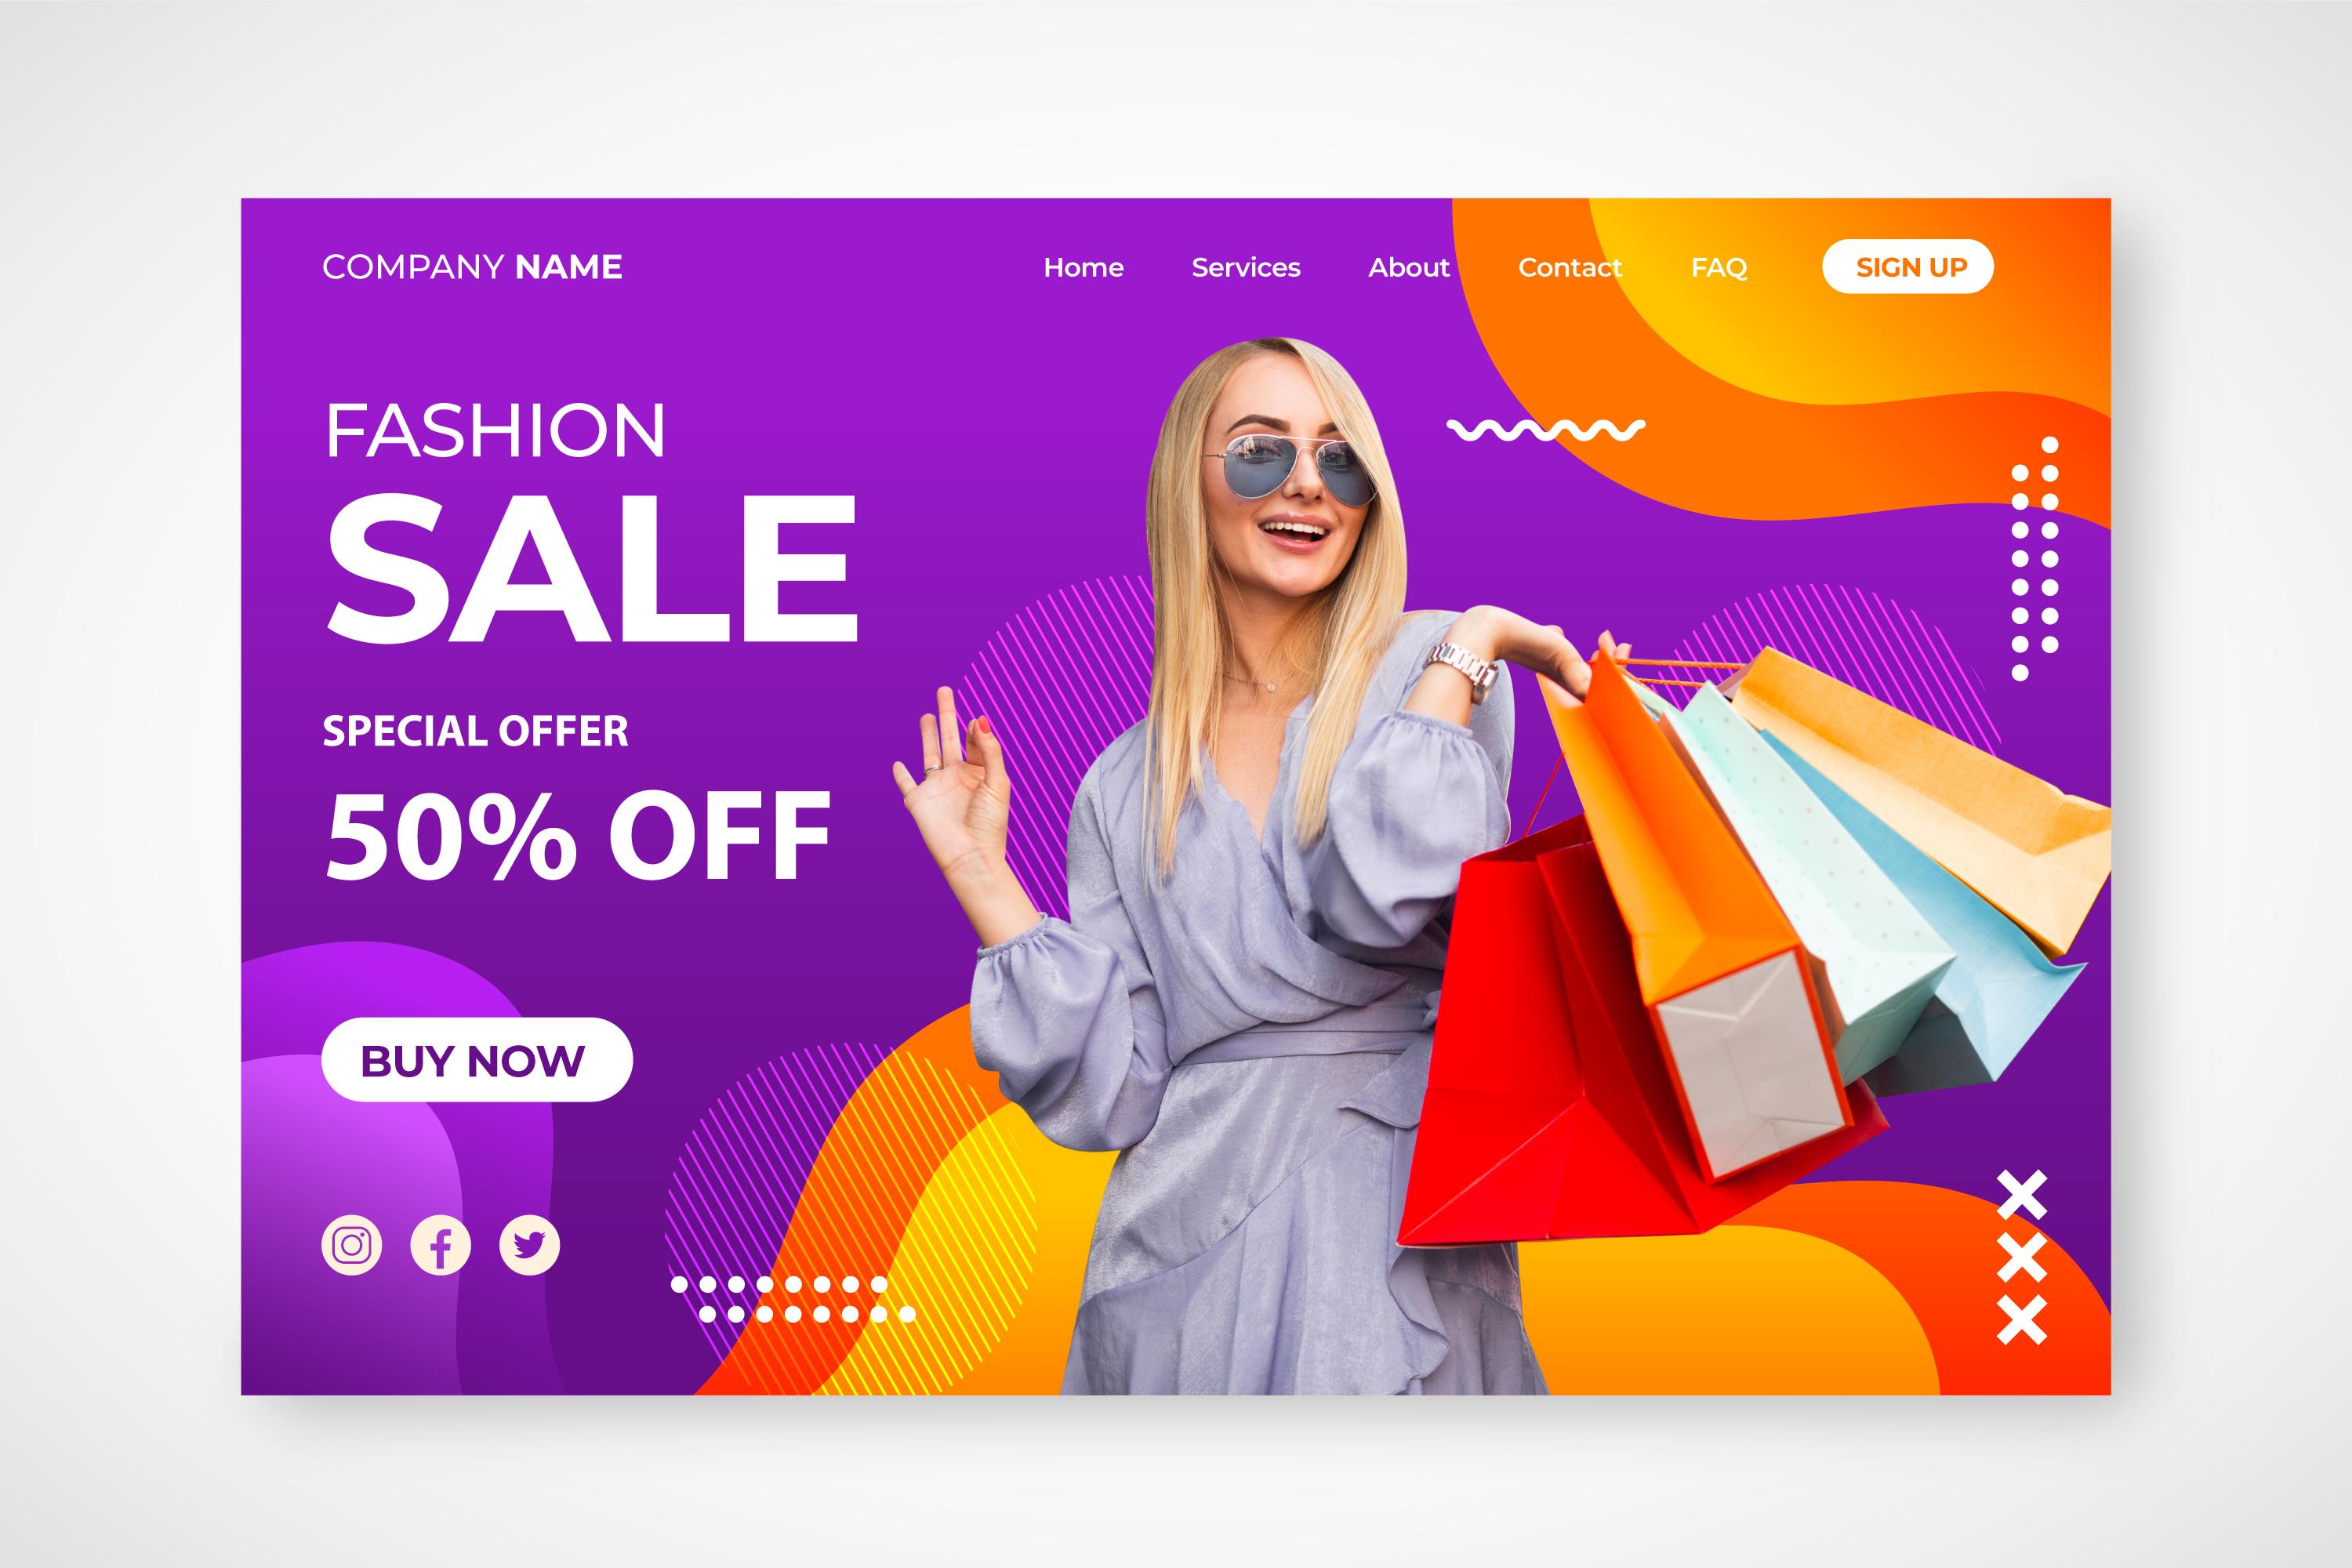 COMPANY NAME
Home Services About Contact FAQ SIGN UP
FASHION
SALE
SPECIAL OFFER
50% OFF
BUY NOW